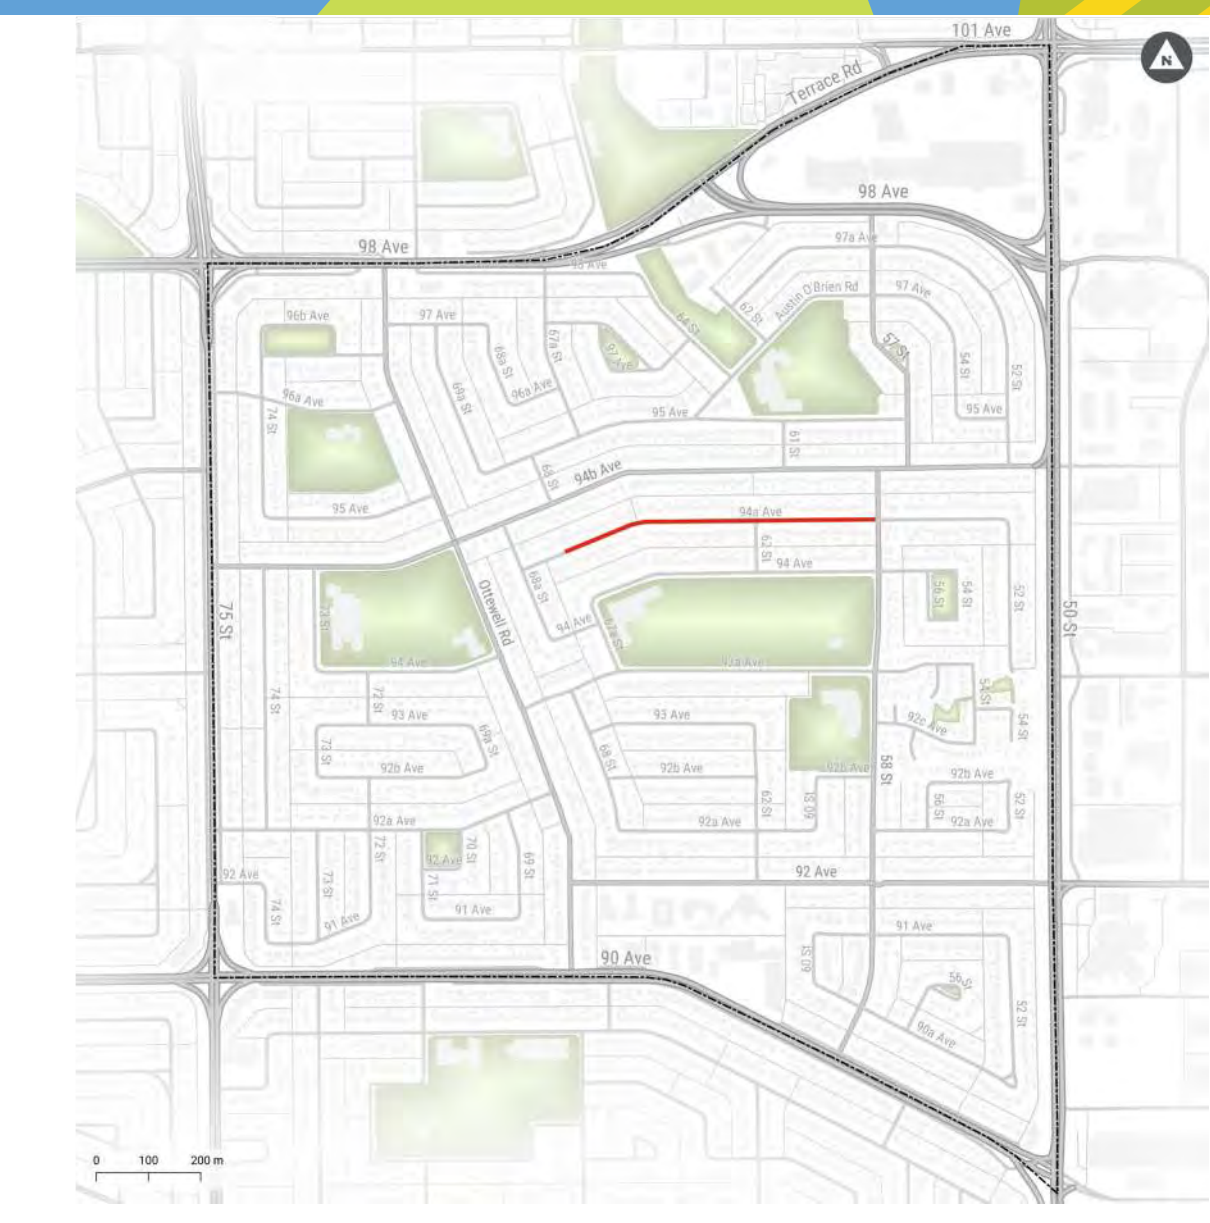 101 Ave
N
Terrace Rd
98 Ave
97a Ave
98 Ave
98 Ave
Austin O'Brien Rd
97 Ave
62 St
96b Ave
97 Ave
64 St
67a St
68a St
97 Ave
57 St
54 St
52 St
96a Ave
69a St
96a Ave
95 Ave
95 Ave
74 St
61 St
94b Ave
68 St
95 Ave
94a Ave
62 St
94 Ave
68a St
Ottewell Rd
56 St
54 St
52 St
75 St
50 St
73 St
94 Ave
67a St
94 Ave
92a Ave
74 St
72 St
54 St
93 Ave
93 Ave
92c Ave
54 St
69a St
73 St
68 St
92b Ave
92b Ave
92b Ave
58 St
92b Ave
62 St
60 St
56 St
52 St
92a Ave
92a Ave
92a Ave
72 St
70 St
92 Ave
69 St
92 Ave
73 St
71 St
92 Ave
74 St
91 Ave
91 Ave
91 Ave
90 Ave
60 St
56 St
52 St
90a Ave
0 100 200 m